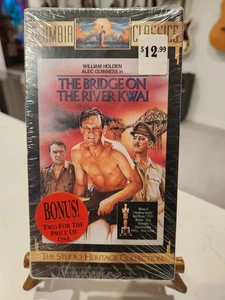 MBIA
CLASSICS
$12.99
WILLIAM HOLDEN
ALEC GUINNESS in
THE BRIDGE ON
THE RIVER KWAI
BONUS!
TWO FOR THE
PRICE OF
ONE
THE STUDIO HERITAGE COLLECTION